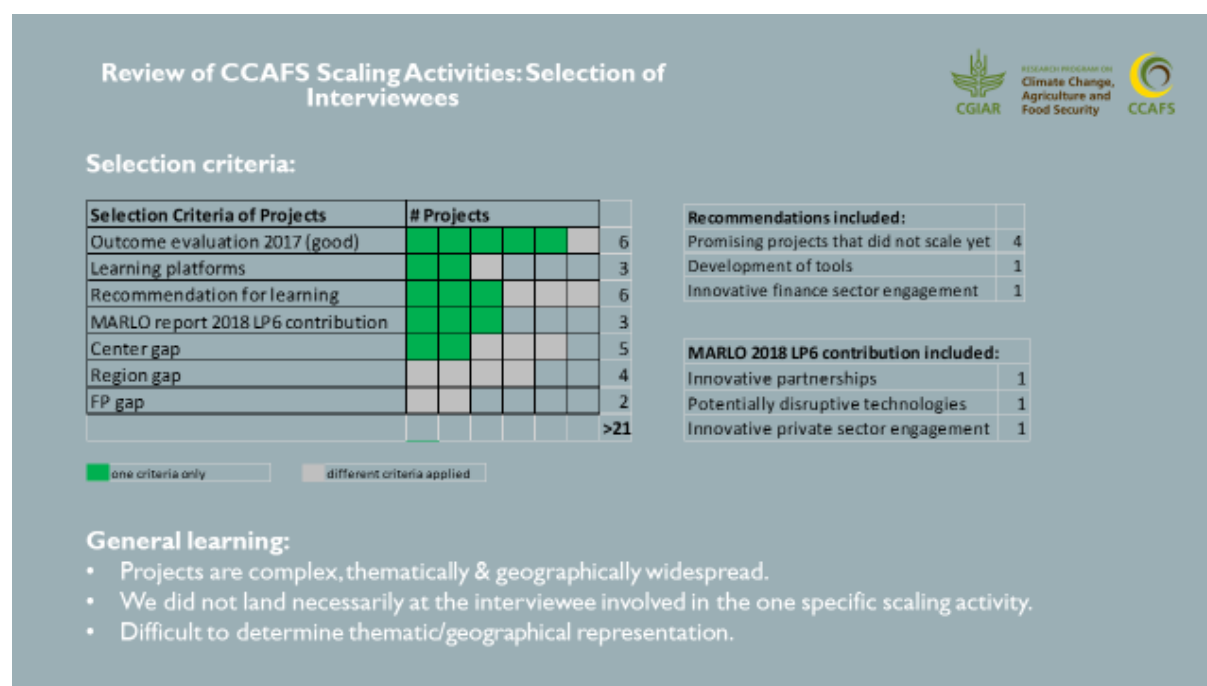 Review of CCAFS Scaling Activities: Selection of
Interviewees
CGIAR
RESEARCH PROGRAM ON
Climate Change,
Agriculture and
Food Security
CCAFS
Selection criteria:
Selection Criteria of Projects # Projects
Outcome evaluation 2017 (good) 6
Learning platforms 3
Recommendation for learning 6
MARLO report 2018 LP6 contribution 3
Center gap 5
Region gap 4
FP gap 2
>21
one criteria only different criteria applied
Recommendations included:
Promising projects that did not scale yet 4
Development of tools 1
Innovative finance sector engagement 1
MARLO 2018 LP6 contribution included:
Innovative partnerships 1
Potentially disruptive technologies 1
Innovative private sector engagement 1
General learning:
• Projects are complex, thematically & geographically widespread.
• We did not land necessarily at the interviewee involved in the one specific scaling activity.
• Difficult to determine thematic/geographical representation.